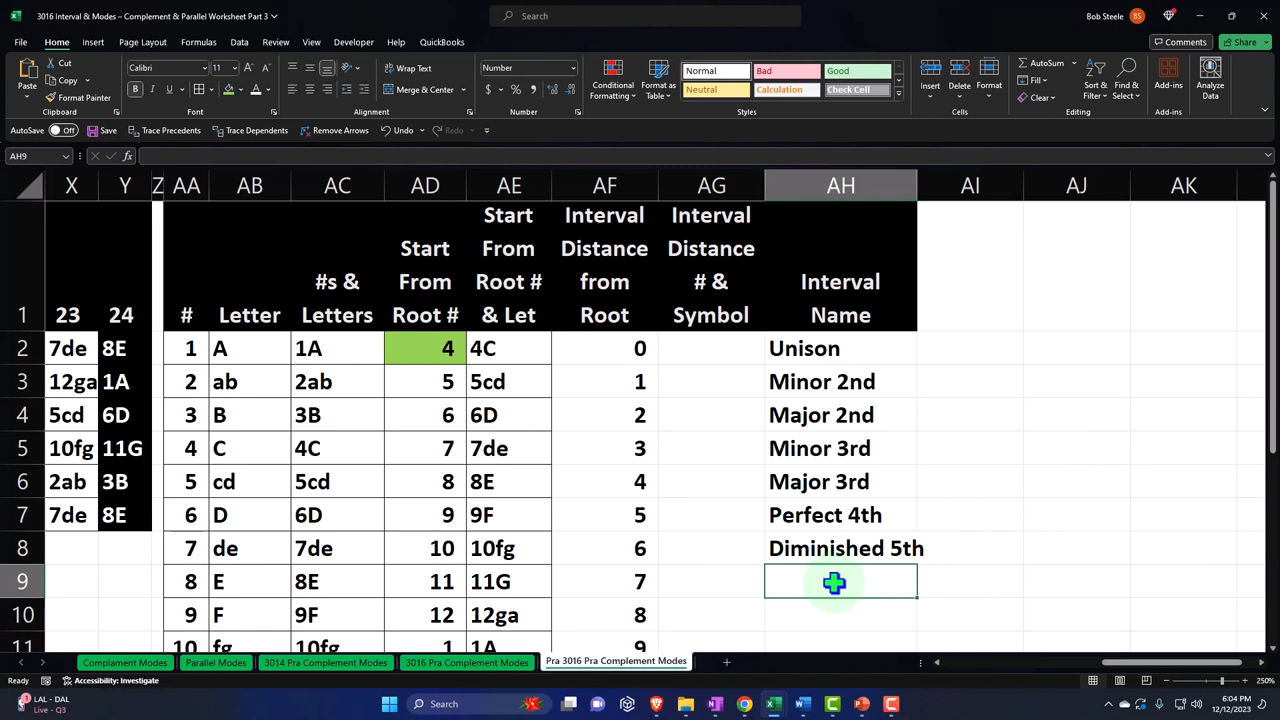 3016 Interval & Modes – Complement & Parallel Worksheet Part 3
Search
Bob Steele BS
File Home Insert Page Layout Formulas Data Review View Developer Help QuickBooks
Comments Share
Cut
Copy
Format Painter
Paste
Calibri 11
Wrap Text
Merge & Center
Number
Conditional Formatting
Format as Table
Normal Bad Good
Neutral Calculation Check Cell
Insert Delete Format
AutoSum
Fill
Clear
Sort & Filter
Find & Select
Add-ins
Analyze Data
Clipboard Font Alignment Number Styles Cells Editing Add-ins
AutoSave Off Save Trace Precedents Trace Dependents Remove Arrows Undo Redo
AH9 fx
X Y Z AA AB AC AD AE AF AG AH AI AJ AK
1 23 24 # Letter #s & Letters Start From Root # Start From Root # & Let Interval Distance from Root Interval Distance # & Symbol Interval Name
2 7de 8E 1 A 1A 4 4C 0 Unison
3 12ga 1A 2 ab 2ab 5 5cd 1 Minor 2nd
4 5cd 6D 3 B 3B 6 6D 2 Major 2nd
5 10fg 11G 4 C 4C 7 7de 3 Minor 3rd
6 2ab 3B 5 cd 5cd 8 8E 4 Major 3rd
7 7de 8E 6 D 6D 9 9F 5 Perfect 4th
8 7 de 7de 10 10fg 6 Diminished 5th
9 8 E 8E 11 11G 7
10 9 F 9F 12 12ga 8
11 10 fg 10fg 1 1A 9
Complament Modes Parallel Modes 3014 Pra Complement Modes 3016 Pra Complement Modes Pra 3016 Pra Complement Modes
Ready Accessibility: Investigate 250%
LAL - DAL
Live - Q3
Search
6:04 PM
12/12/2023